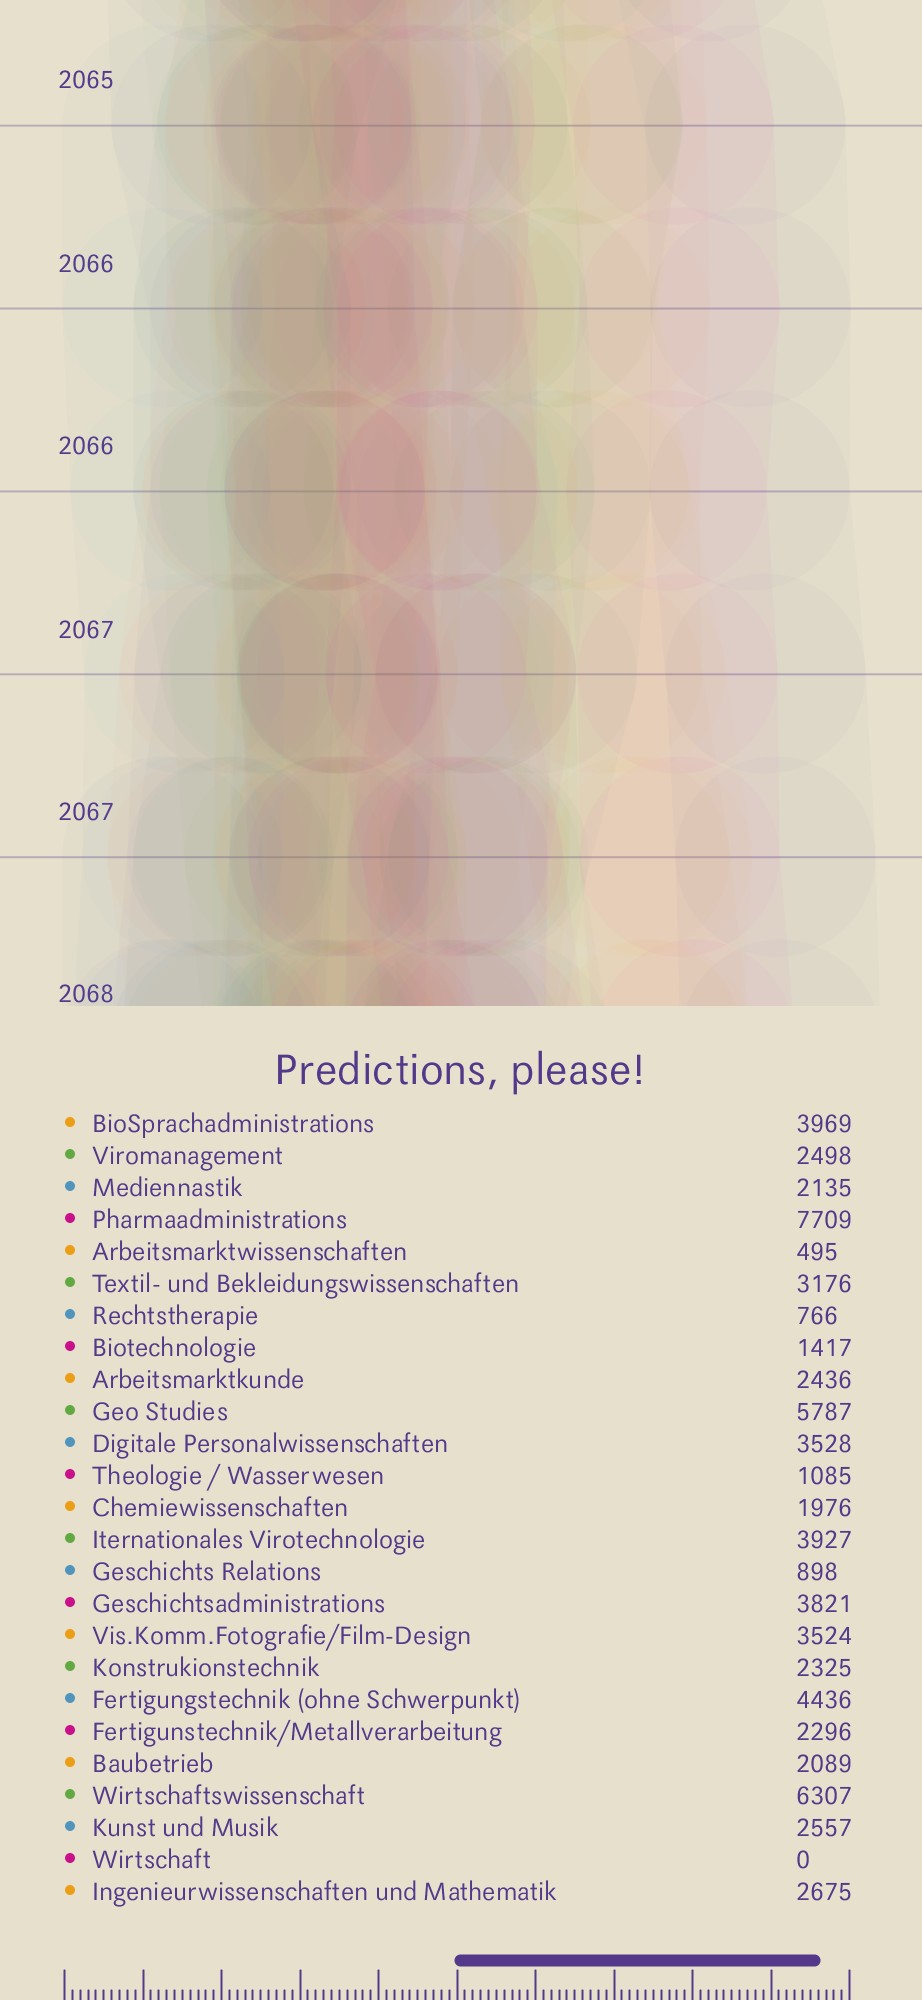 2065
2066
2066
2067
2067
2068
Predictions, please!
BioSprachadministrations 3969
Viromanagement 2498
Mediennastik 2135
Pharmaadministrations 7709
Arbeitsmarktwissenschaften 495
Textil- und Bekleidungswissenschaften 3176
Rechtstherapie 766
Biotechnologie 1417
Arbeitsmarktkunde 2436
Geo Studies 5787
Digitale Personalwissenschaften 3528
Theologie / Wasserwesen 1085
Chemiewissenschaften 1976
Iternationales Virotechnologie 3927
Geschichts Relations 898
Geschichtsadministrations 3821
Vis.Komm.Fotografie/Film-Design 3524
Konstrukionstechnik 2325
Fertigungstechnik (ohne Schwerpunkt) 4436
Fertigunstechnik/Metallverarbeitung 2296
Baubetrieb 2089
Wirtschaftswissenschaft 6307
Kunst und Musik 2557
Wirtschaft 0
Ingenieurwissenschaften und Mathematik 2675